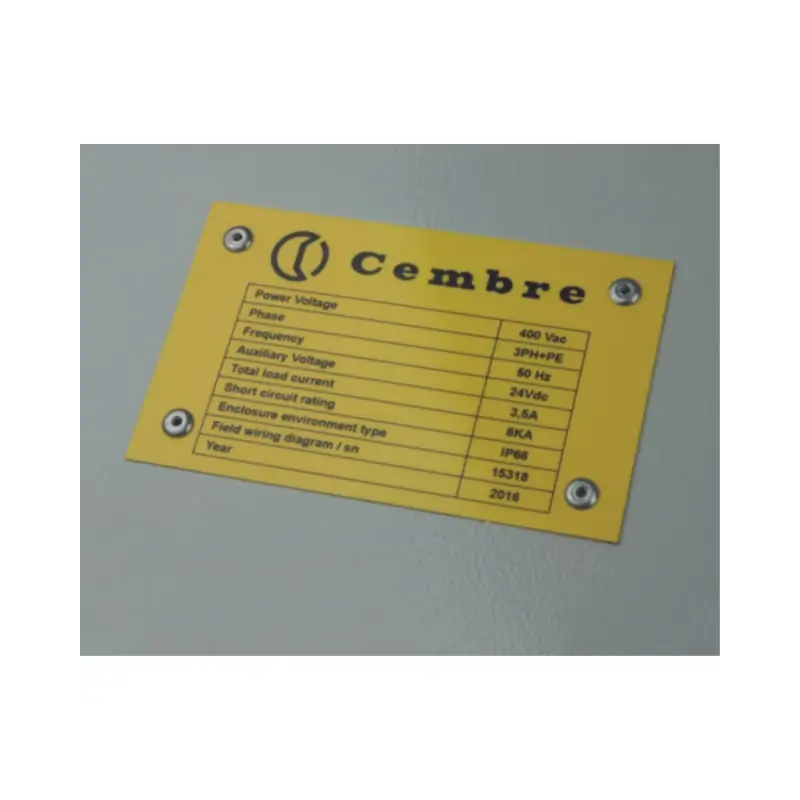 Cembre
Power Voltage 400 Vac
Phase 3PH+PE
Frequency 50 Hz
Auxiliary Voltage 24Vdc
Total load current 3,5A
Short circuit rating 8KA
Enclosure environment type IP66
Field wiring diagram / sn 15318
Year 2016